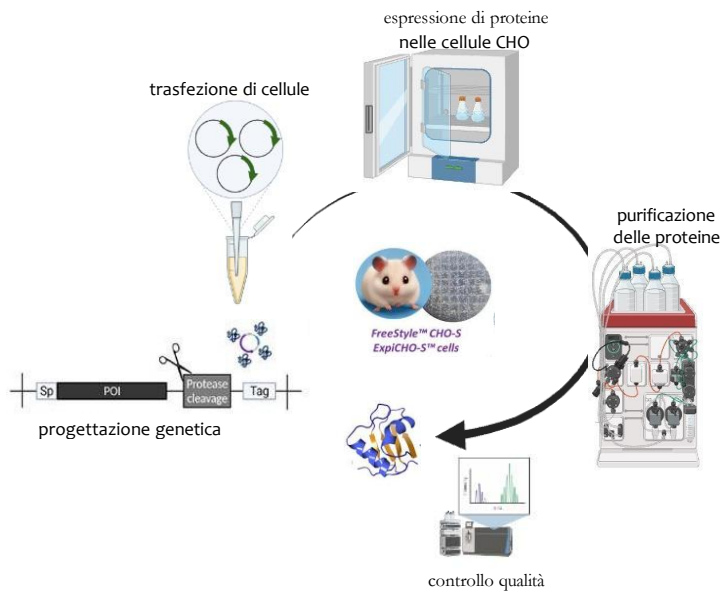 espressione di proteine
nelle cellule CHO
trasfezione di cellule
purificazione
delle proteine
FreeStyle™ CHO-S
ExpiCHO-S™ cells
Sp
POI
Protease
cleavage
Tag
progettazione genetica
controllo qualità